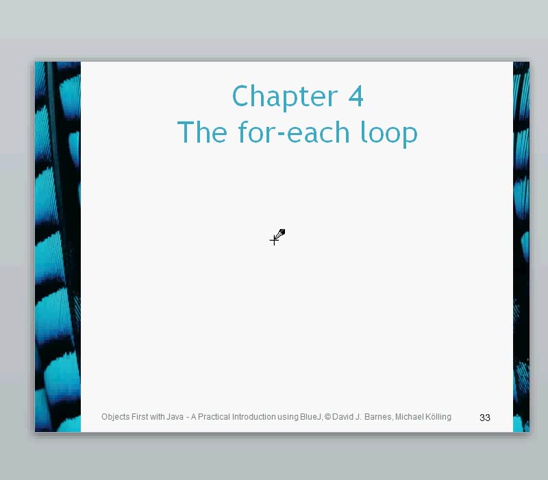 Chapter 4
The for-each loop
Objects First with Java - A Practical Introduction using BlueJ, © David J. Barnes, Michael Kölling
33